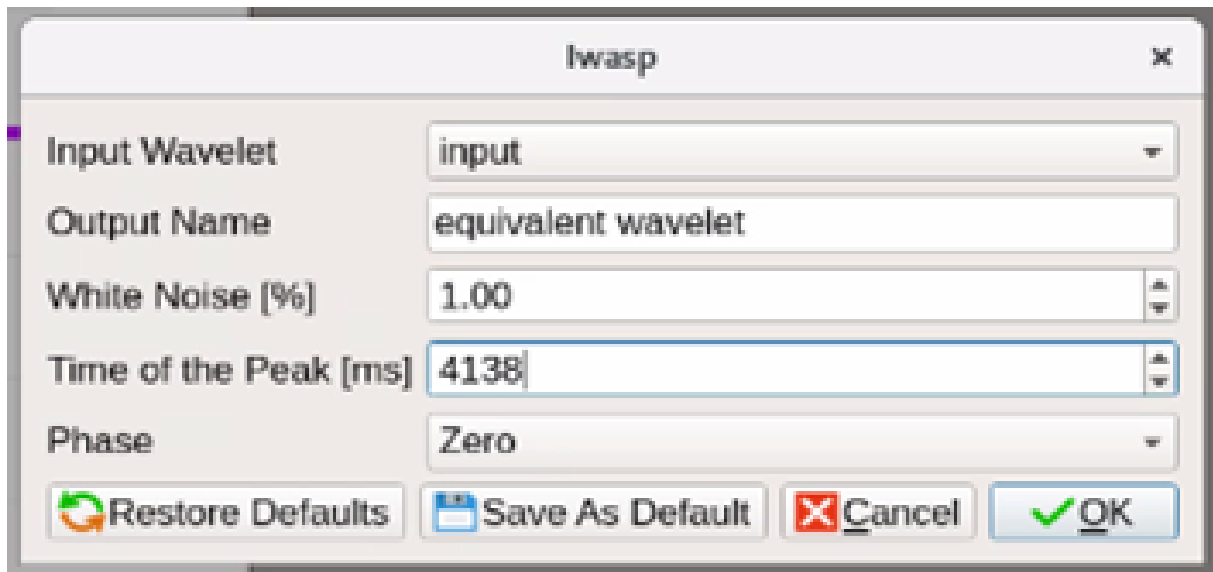 lwasp
Input Wavelet input
Output Name equivalent wavelet
White Noise [%] 1.00
Time of the Peak [ms] 4138
Phase Zero
Restore Defaults Save As Default Cancel OK